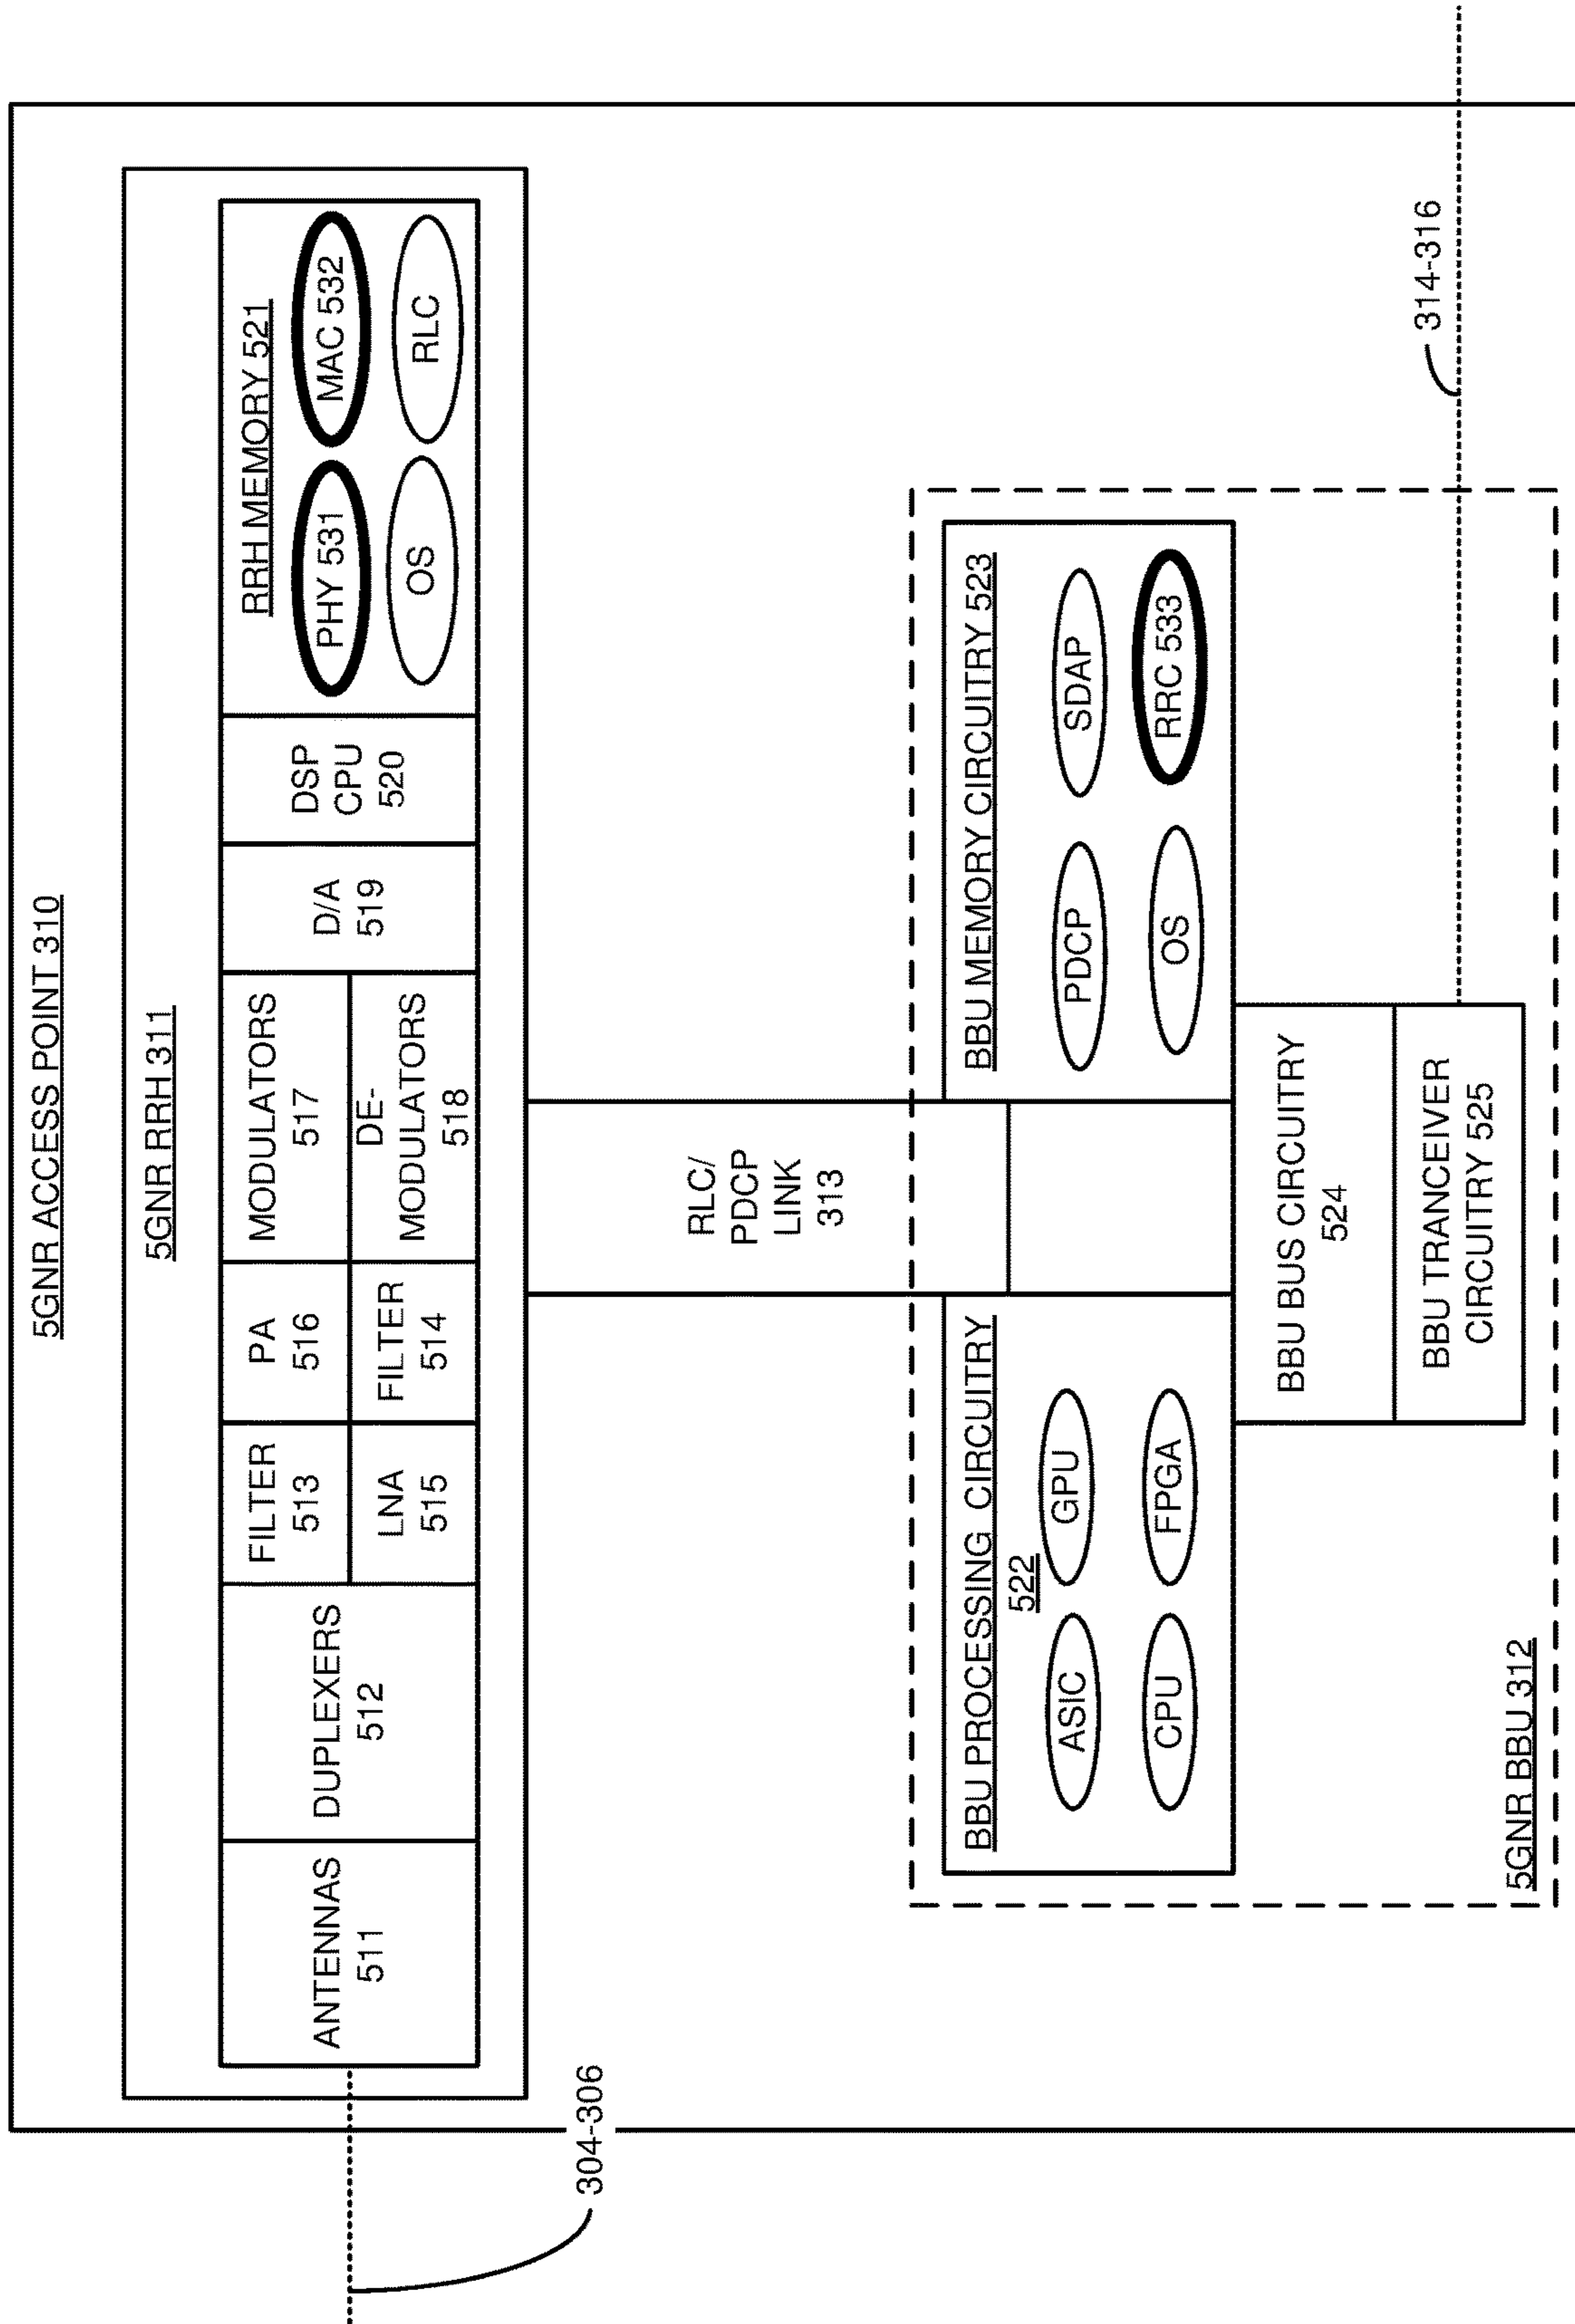 5GNR ACCESS POINT 310
5GNR RRH 311
ANTENNAS
511
DUPLEXERS
512
FILTER
513
LNA
515
PA
516
FILTER
514
MODULATORS
517
DE-
MODULATORS
518
D/A
519
DSP
CPU
520
RRH MEMORY 521
PHY 531
MAC 532
OS
RLC
304-306
RLC/
PDCP
LINK
313
BBU PROCESSING CIRCUITRY
522
ASIC
GPU
CPU
FPGA
BBU MEMORY CIRCUITRY 523
PDCP
SDAP
OS
RRC 533
BBU BUS CIRCUITRY
524
BBU TRANCEIVER
CIRCUITRY 525
314-316
5GNR BBU 312